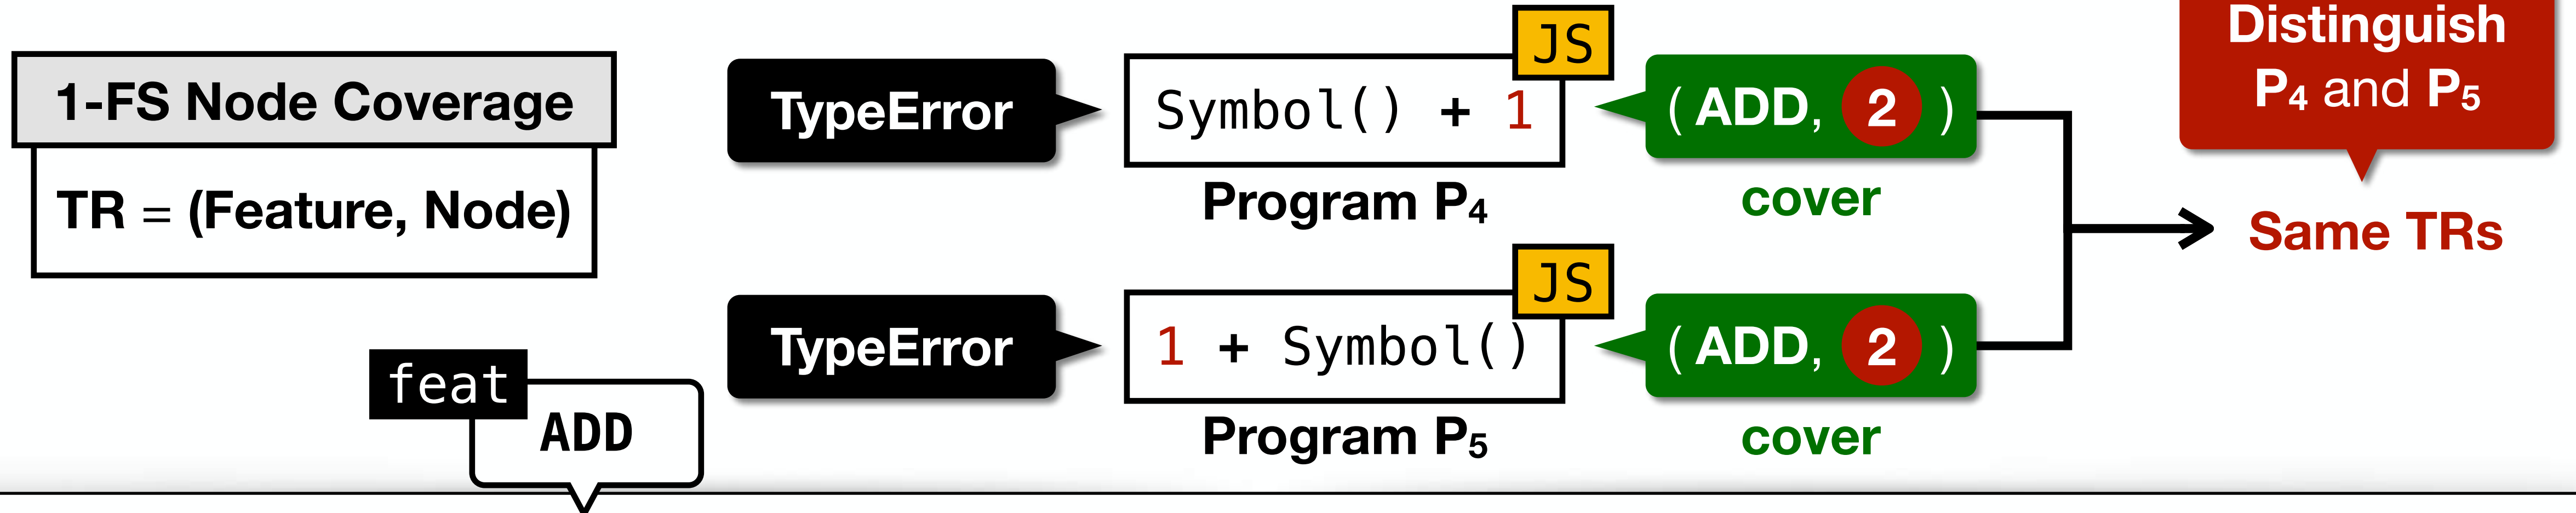 1-FS Node Coverage
TR = (Feature, Node)
feat
ADD
TypeError
JS
Symbol() + 1
Program P4
( ADD, 2 )
cover
TypeError
JS
1 + Symbol()
Program P5
( ADD, 2 )
cover
Distinguish
P4 and P5
Same TRs